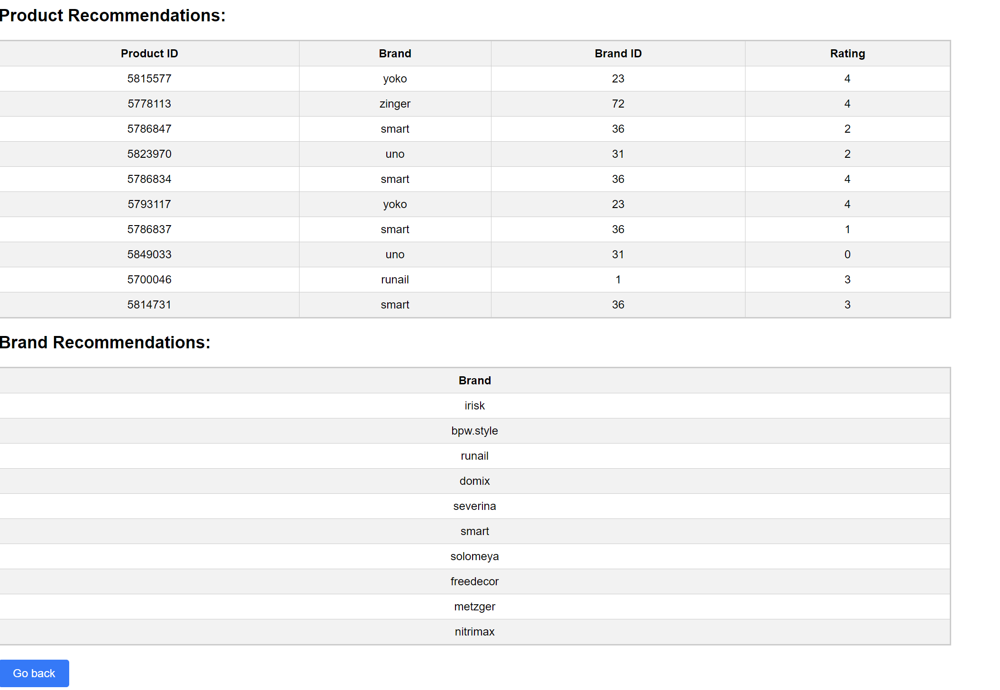 Product Recommendations:
Product ID Brand Brand ID Rating
5815577 yoko 23 4
5778113 zinger 72 4
5786847 smart 36 2
5823970 uno 31 2
5786834 smart 36 4
5793117 yoko 23 4
5786837 smart 36 1
5849033 uno 31 0
5700046 runail 1 3
5814731 smart 36 3
Brand Recommendations:
Brand
irisk
bpw.style
runail
domix
severina
smart
solomeya
freedecor
metzger
nitrimax
Go back